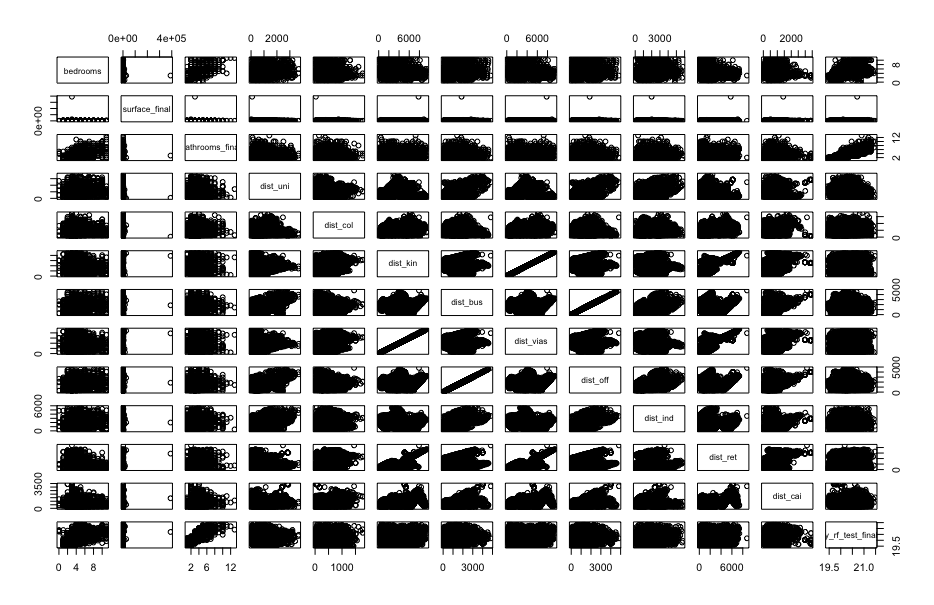 0e+00 4e+05 0 2000 0 6000 0 6000 0 3000 0 2000
bedrooms 0 8
0e+00 surface_final
athrooms_fina 2 12
0 dist_uni
dist_col 0
0 dist_kin
dist_bus 0 5000
0 dist_vias
dist_off 0 5000
0 6000 dist_ind
dist_ret 0
0 3500 dist_cai
y_rf_test_fina 19.5
0 4 8 2 6 12 0 1000 0 3000 0 3000 0 6000 19.5 21.0